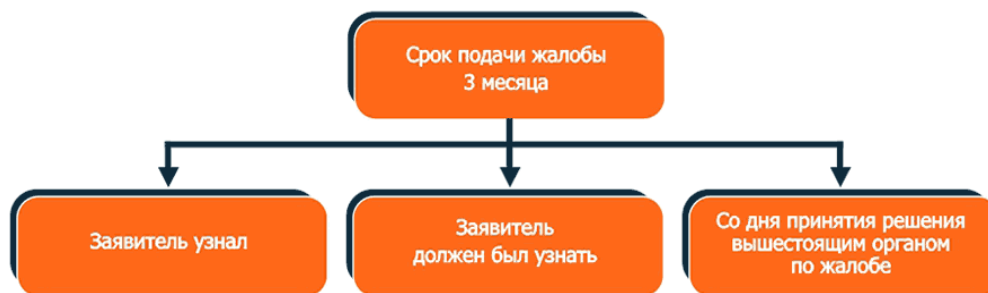 Срок подачи жалобы
3 месяца
Заявитель узнал
Заявитель
должен был узнать
Со дня принятия решения
вышестоящим органом
по жалобе